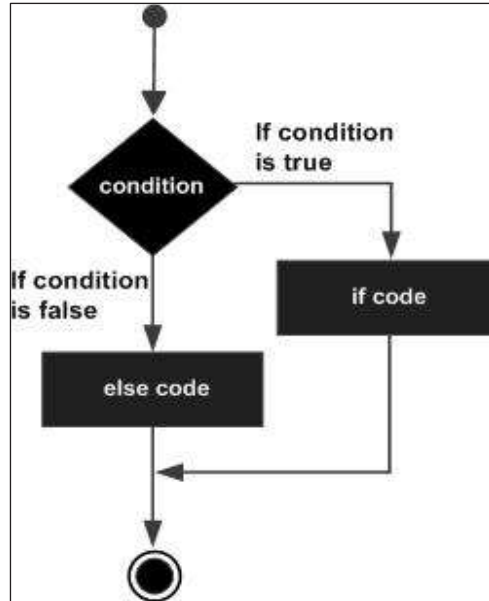 If condition
is true
condition
If condition
is false
if code
else code